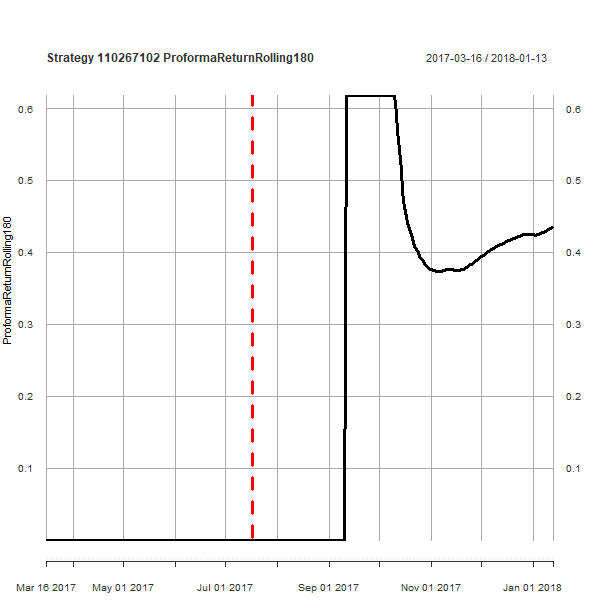 Strategy 110267102 ProformaReturnRolling180
2017-03-16 / 2018-01-13
ProformaReturnRolling180
0.6 0.6
0.5 0.5
0.4 0.4
0.3 0.3
0.2 0.2
0.1 0.1
Mar 16 2017 May 01 2017 Jul 01 2017 Sep 01 2017 Nov 01 2017 Jan 01 2018